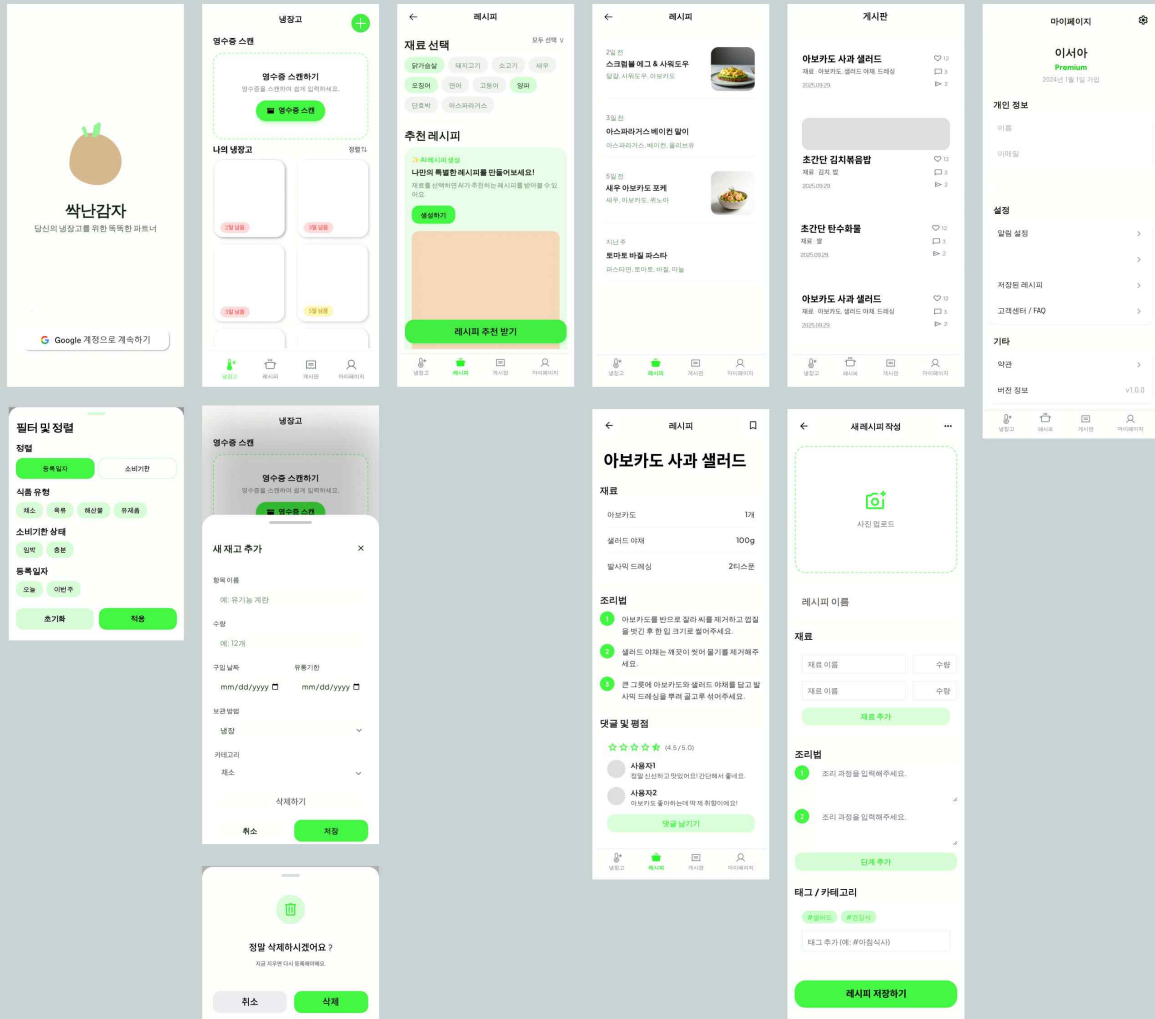 싹난감자
당신의 냉장고를 위한 똑똑한 파트너
Google 계정으로 계속하기
냉장고
영수증 스캔
영수증 스캔하기
영수증을 스캔하여 쉽게 입력하세요.
영수증 스캔
나의 냉장고
정렬
2일 남음
3일 남음
3일 남음
5일 남음
냉장고
레시피
게시판
마이페이지
레시피
재료 선택
모두 선택
닭가슴살
돼지고기
소고기
새우
오징어
연어
고등어
양파
단호박
아스파라거스
추천 레시피
AI 레시피 생성
나만의 특별한 레시피를 만들어보세요!
재료를 선택하면 AI가 추천하는 레시피를 받아볼 수 있
어요.
생성하기
레시피 추천 받기
냉장고
레시피
게시판
마이페이지
레시피
2일 전
스크럼블 에그 & 사워도우
달걀, 사워도우, 아보카도
3일 전
아스파라거스 베이컨 말이
아스파라거스, 베이컨, 올리브유
5일 전
새우 아보카도 포케
새우, 아보카도, 퀴노아
지난 주
토마토 바질 파스타
파스타면, 토마토, 바질, 마늘
냉장고
레시피
게시판
마이페이지
게시판
아보카도 사과 샐러드
12
재료 아보카도, 샐러드 야채, 드레싱
3
2025.09.29.
2
초간단 김치볶음밥
12
재료 김치, 밥
3
2025.09.29.
2
초간단 탄수화물
12
재료 쌀
3
2025.09.29.
2
아보카도 사과 샐러드
12
재료 아보카도, 샐러드 야채, 드레싱
3
2025.09.29.
2
냉장고
레시피
게시판
마이페이지
마이페이지
이서아
Premium
2024년 1월 1일 가입
개인 정보
이름
이메일
설정
알림 설정
저장된 레시피
고객센터 / FAQ
기타
약관
버전 정보
v1.0.0
냉장고
레시피
게시판
마이페이지
필터 및 정렬
정렬
등록일자
소비기한
식품 유형
채소
육류
해산물
유제품
소비기한 상태
임박
충분
등록일자
오늘
이번 주
초기화
적용
냉장고
영수증 스캔
영수증 스캔하기
영수증을 스캔하여 쉽게 입력하세요.
영수증 스캔
새 재고 추가
항목 이름
예: 유기농 계란
수량
예: 12개
구입 날짜
유통기한
mm/dd/yyyy
mm/dd/yyyy
보관 방법
냉장
카테고리
채소
삭제하기
취소
저장
정말 삭제하시겠어요 ?
지금 지우면 다시 등록해야해요.
취소
삭제
레시피
아보카도 사과 샐러드
재료
아보카도
1개
샐러드 야채
100g
발사믹 드레싱
2티스푼
조리법
1
아보카도를 반으로 잘라 씨를 제거하고 껍질
을 벗긴 후 한 입 크기로 썰어주세요.
2
샐러드 야채는 깨끗이 씻어 물기를 제거해주
세요.
3
큰 그릇에 아보카도와 샐러드 야채를 담고 발
사믹 드레싱을 뿌려 골고루 섞어주세요.
댓글 및 평점
(4.5/5.0)
사용자1
정말 신선하고 맛있어요! 간단해서 좋네요.
사용자2
아보카도 좋아하는데 딱 제 취향이에요!
댓글 남기기
냉장고
레시피
게시판
마이페이지
새 레시피 작성
사진 업로드
레시피 이름
재료
재료 이름
수량
재료 이름
수량
재료 추가
조리법
1
조리 과정을 입력해주세요.
2
조리 과정을 입력해주세요.
단계 추가
태그 / 카테고리
#샐러드
#건강식
태그 추가 (예: #아침식사)
레시피 저장하기